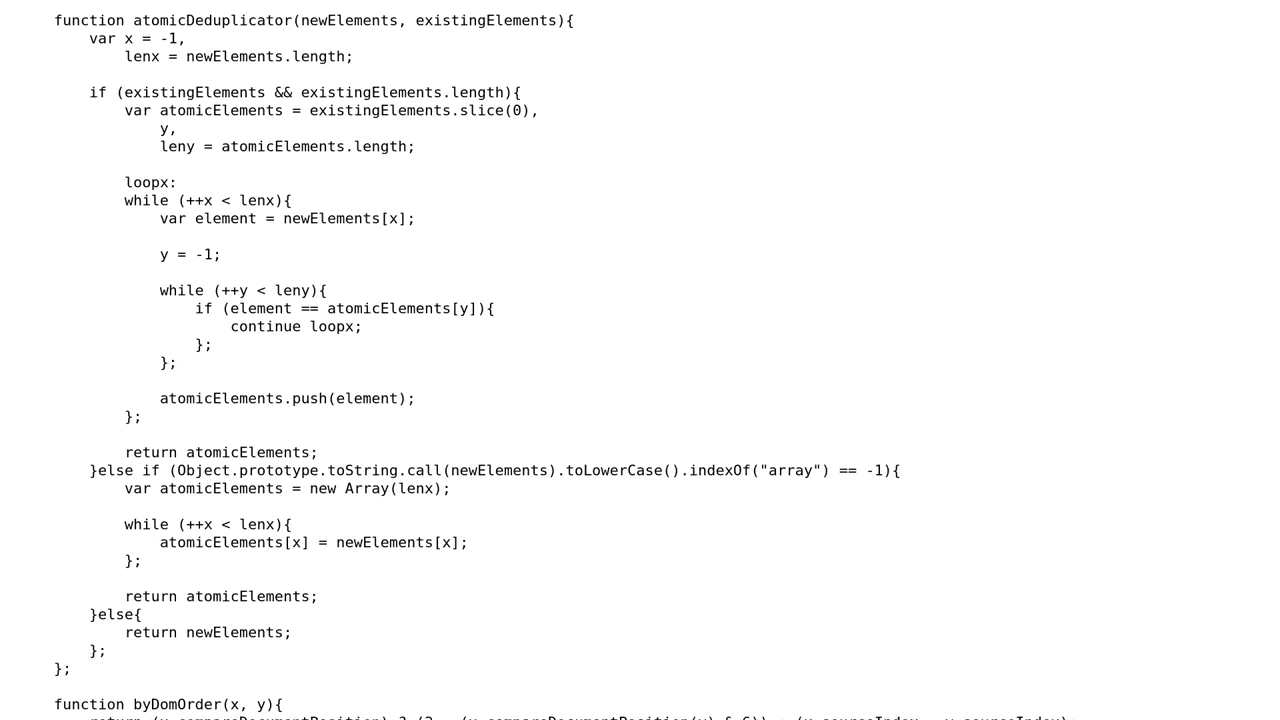 function atomicDeduplicator(newElements, existingElements){
    var x = -1,
        lenx = newElements.length;

    if (existingElements && existingElements.length){
        var atomicElements = existingElements.slice(0),
            y,
            leny = atomicElements.length;

        loopx:
        while (++x < lenx){
            var element = newElements[x];

            y = -1;

            while (++y < leny){
                if (element == atomicElements[y]){
                    continue loopx;
                };
            };

            atomicElements.push(element);
        };

        return atomicElements;
    }else if (Object.prototype.toString.call(newElements).toLowerCase().indexOf("array") == -1){
        var atomicElements = new Array(lenx);

        while (++x < lenx){
            atomicElements[x] = newElements[x];
        };

        return atomicElements;
    }else{
        return newElements;
    };
};

function byDomOrder(x, y){